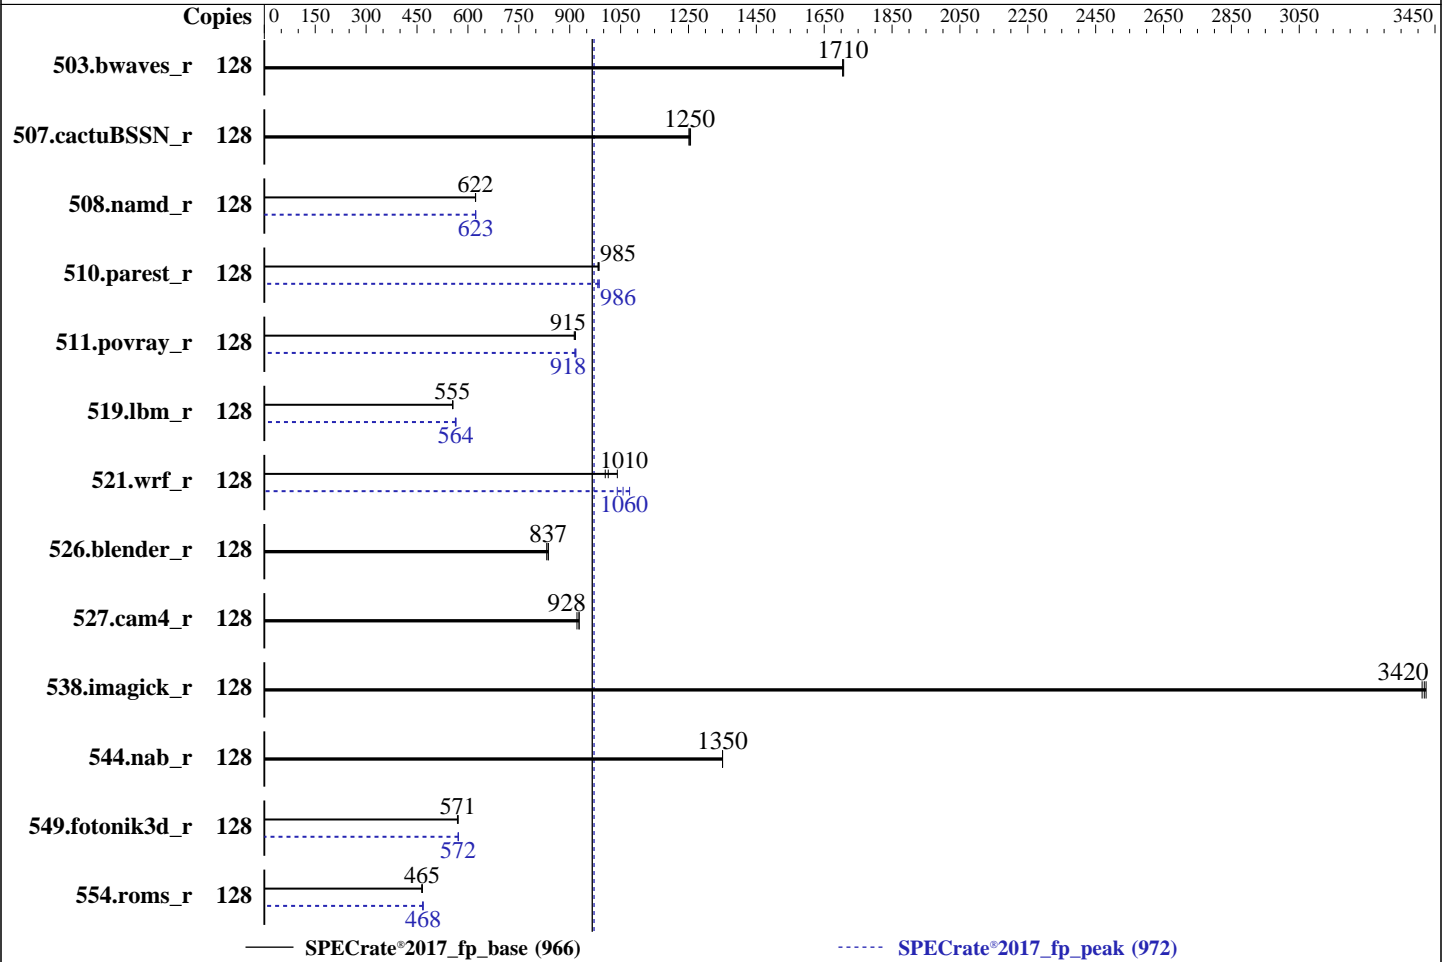 Copies 0 150 300 450 600 750 900 1050 1250 1450 1650 1850 2050 2250 2450 2650 2850 3050 3450
1710
503.bwaves_r 128
1250
507.cactuBSSN_r 128
622
508.namd_r 128
623
985
510.parest_r 128
986
915
511.povray_r 128
918
555
519.lbm_r 128
564
1010
521.wrf_r 128
1060
837
526.blender_r 128
928
527.cam4_r 128
3420
538.imagick_r 128
1350
544.nab_r 128
571
549.fotonik3d_r 128
572
465
554.roms_r 128
468
SPECrate®2017_fp_base (966) SPECrate®2017_fp_peak (972)